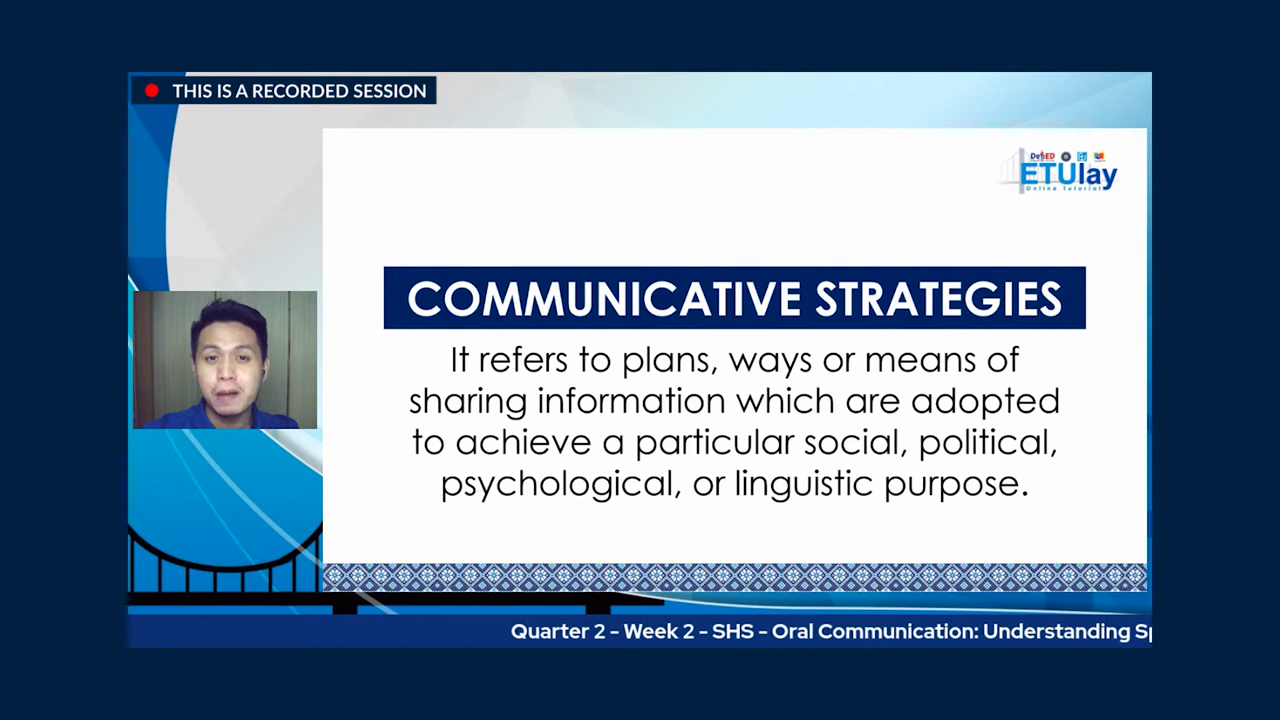 THIS IS A RECORDED SESSION
DepED
ETUlay
Online Tutorial
COMMUNICATIVE STRATEGIES
It refers to plans, ways or means of
sharing information which are adopted
to achieve a particular social, political,
psychological, or linguistic purpose.
Quarter 2 - Week 2 - SHS - Oral Communication: Understanding Sp